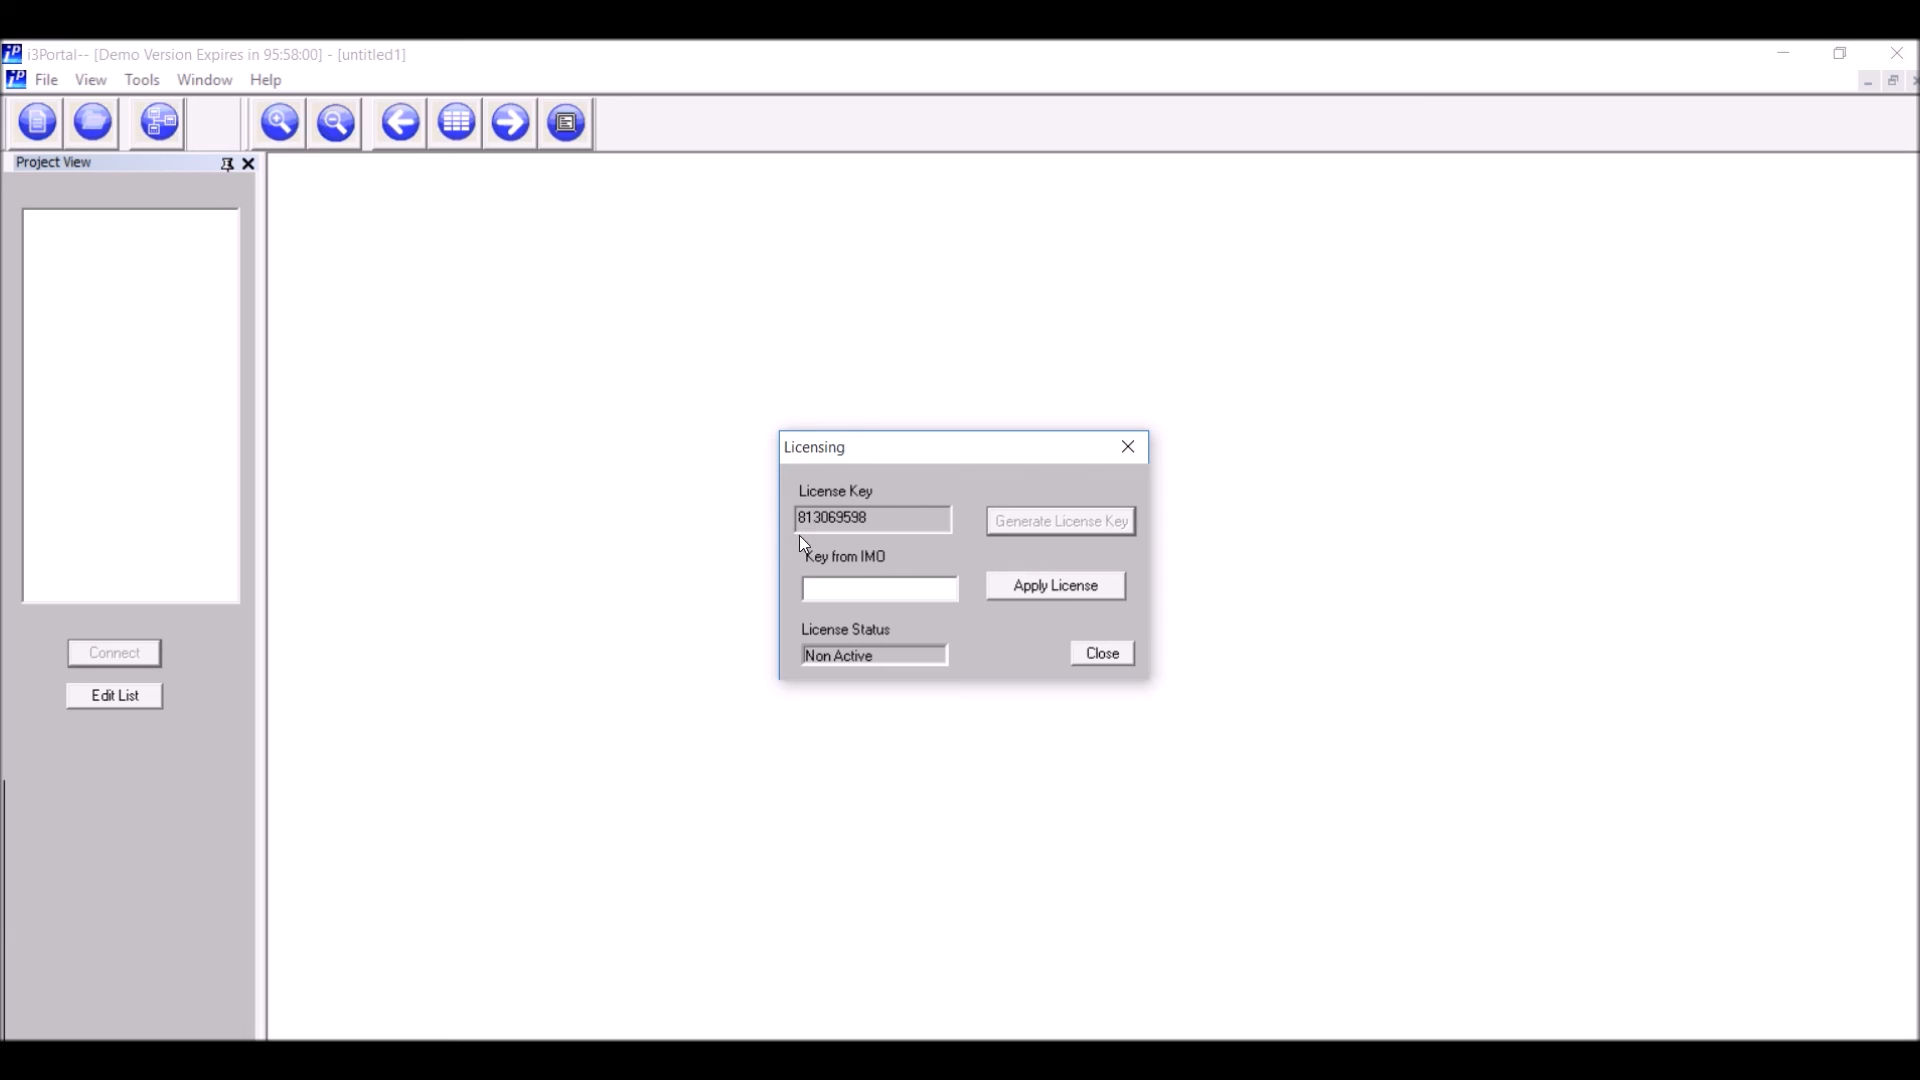 i3Portal-- [Demo Version Expires in 95:58:00] - [untitled1]
File View Tools Window Help
Project View
Licensing
License Key
813069598
Generate License Key
Key from IMO
Apply License
License Status
Non Active
Close
Connect
Edit List